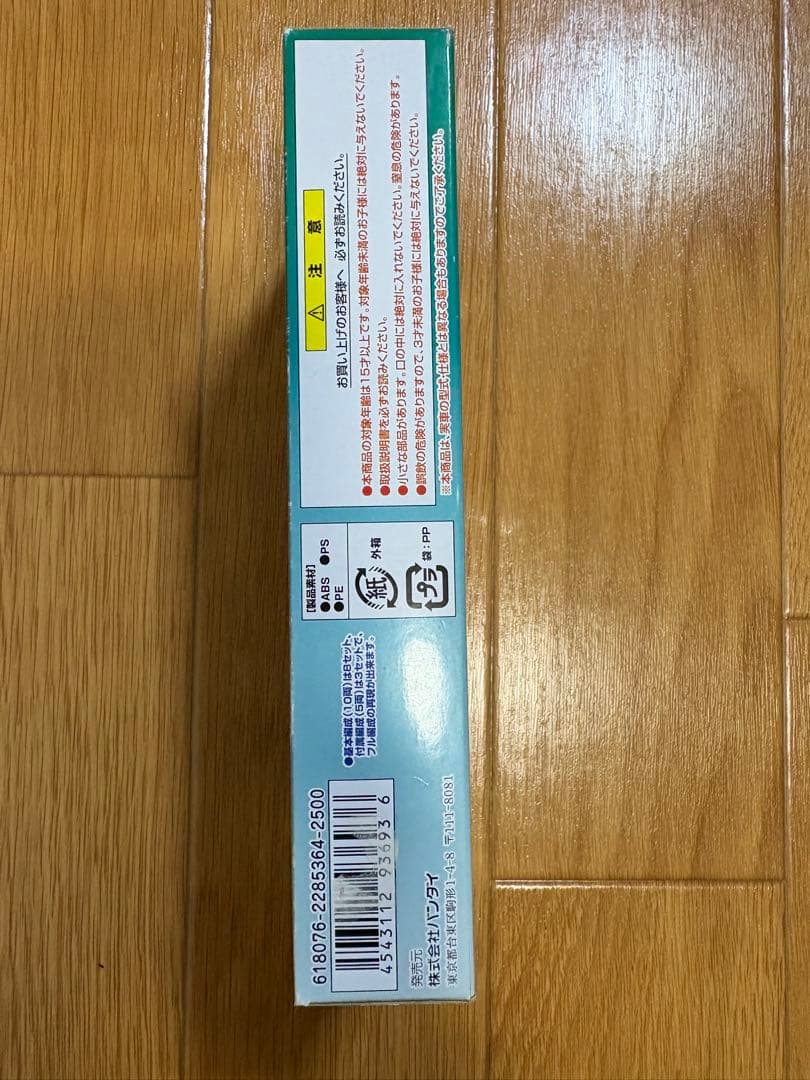 ⚠ 注意
お買い上げのお客様へ 必ずお読みください。
●本商品の対象年齢は15才以上です。対象年齢未満のお子様には絶対に与えないでください。
●取扱説明書を必ずお読みください。
●小さな部品があります。口の中には絶対に入れないでください。窒息の危険があります。
●誤飲の危険がありますので、3才未満のお子様には絶対に与えないでください。
※本商品は、実車の型式・仕様とは異なる場合もありますのでご了承ください。
[製品素材]
●ABS ●PS
●PE
紙 外箱
プラ 袋：PP
●基本編成(10両)は8セット、
付属編成(5両)は3セットで、
フル編成の再現が出来ます。
618076-2285364-2500
4543112 93693 6
発売元
株式会社バンダイ
東京都台東区駒形1-4-8 〒111-8081